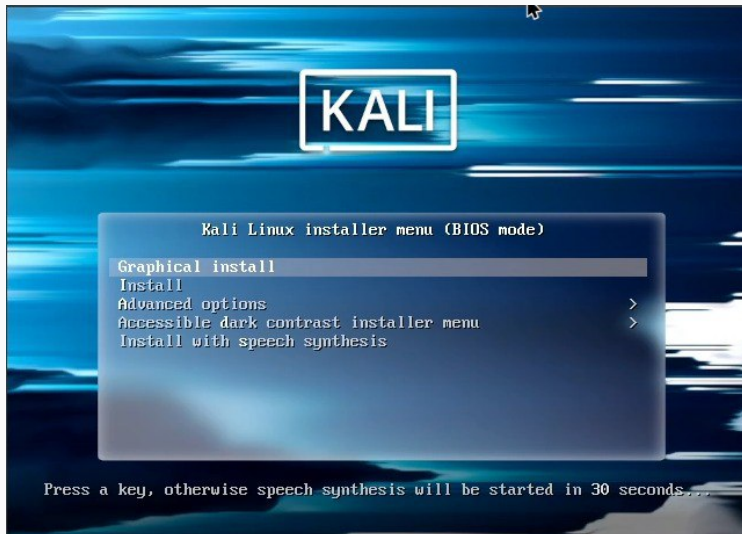 KALI
Kali Linux installer menu (BIOS mode)
Graphical install
Install
Advanced options >
Accessible dark contrast installer menu >
Install with speech synthesis
Press a key, otherwise speech synthesis will be started in 30 seconds...